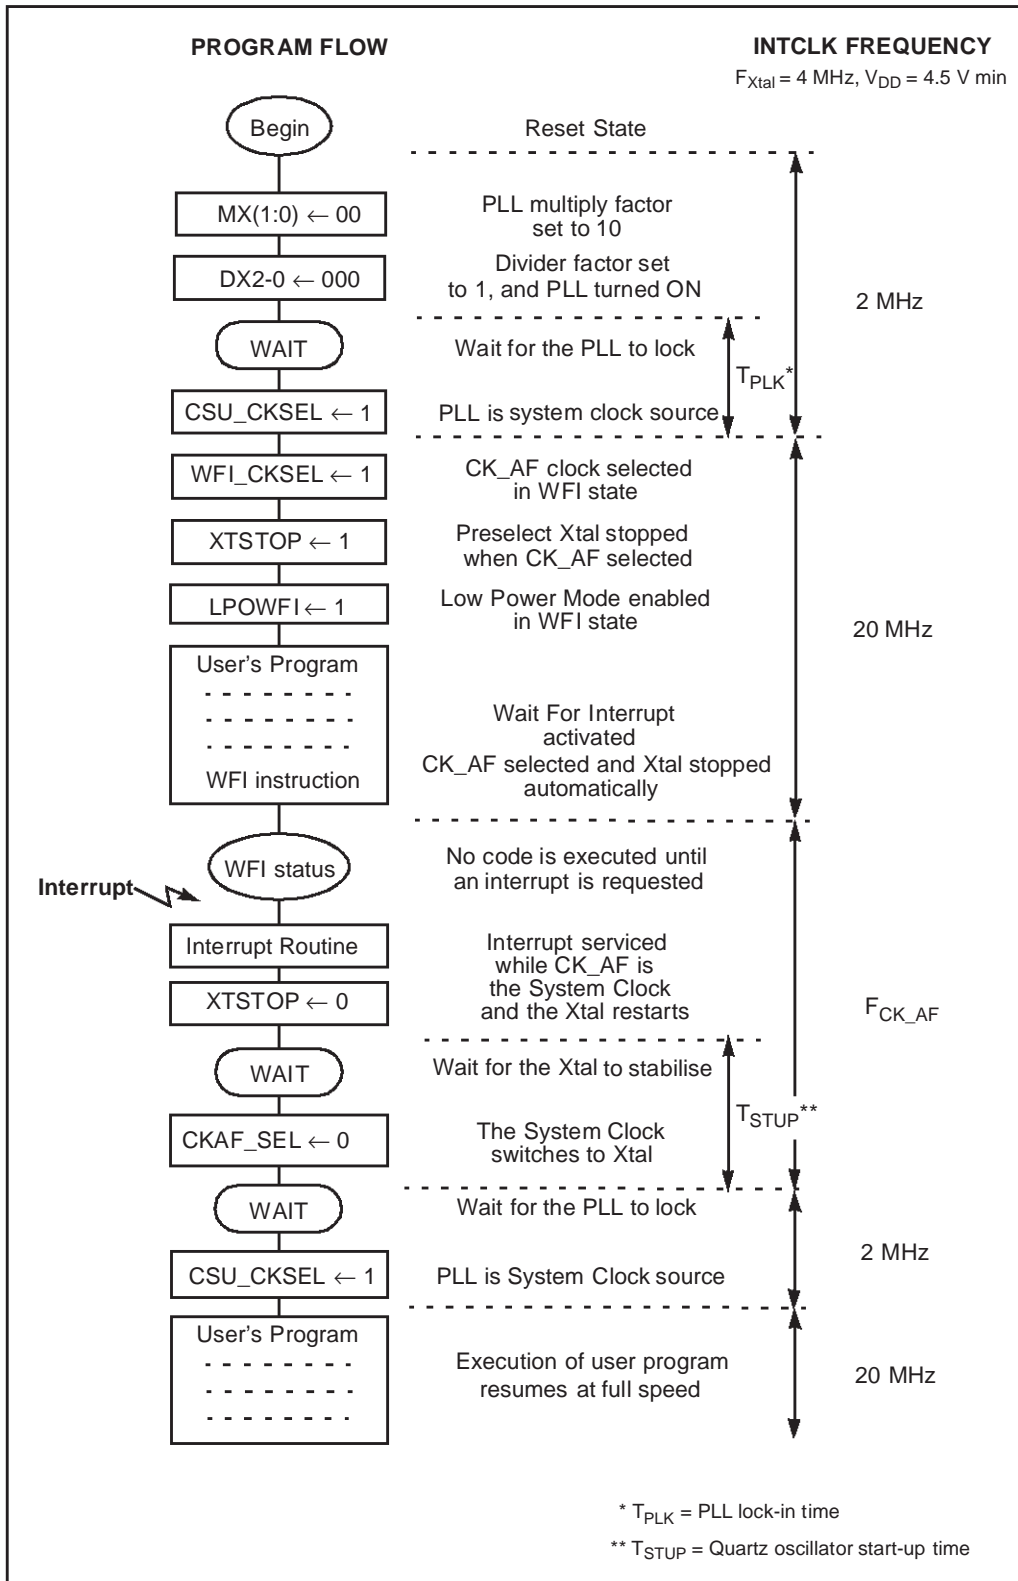 PROGRAM FLOW
INTCLK FREQUENCY
FXtal = 4 MHz, VDD = 4.5 V min
Begin
Reset State
MX(1:0) ← 00
PLL multiply factor
set to 10
DX2-0 ← 000
Divider factor set
to 1, and PLL turned ON
2 MHz
WAIT
Wait for the PLL to lock
TPLK*
CSU_CKSEL ← 1
PLL is system clock source
WFI_CKSEL ← 1
CK_AF clock selected
in WFI state
XTSTOP ← 1
Preselect Xtal stopped
when CK_AF selected
LPOWFI ← 1
Low Power Mode enabled
in WFI state
20 MHz
User's Program
WFI instruction
Wait For Interrupt
activated
CK_AF selected and Xtal stopped
automatically
WFI status
No code is executed until
an interrupt is requested
Interrupt
Interrupt Routine
Interrupt serviced
while CK_AF is
the System Clock
and the Xtal restarts
XTSTOP ← 0
FCK_AF
WAIT
Wait for the Xtal to stabilise
TSTUP**
CKAF_SEL ← 0
The System Clock
switches to Xtal
WAIT
Wait for the PLL to lock
2 MHz
CSU_CKSEL ← 1
PLL is System Clock source
User's Program
Execution of user program
resumes at full speed
20 MHz
* TPLK = PLL lock-in time
** TSTUP = Quartz oscillator start-up time